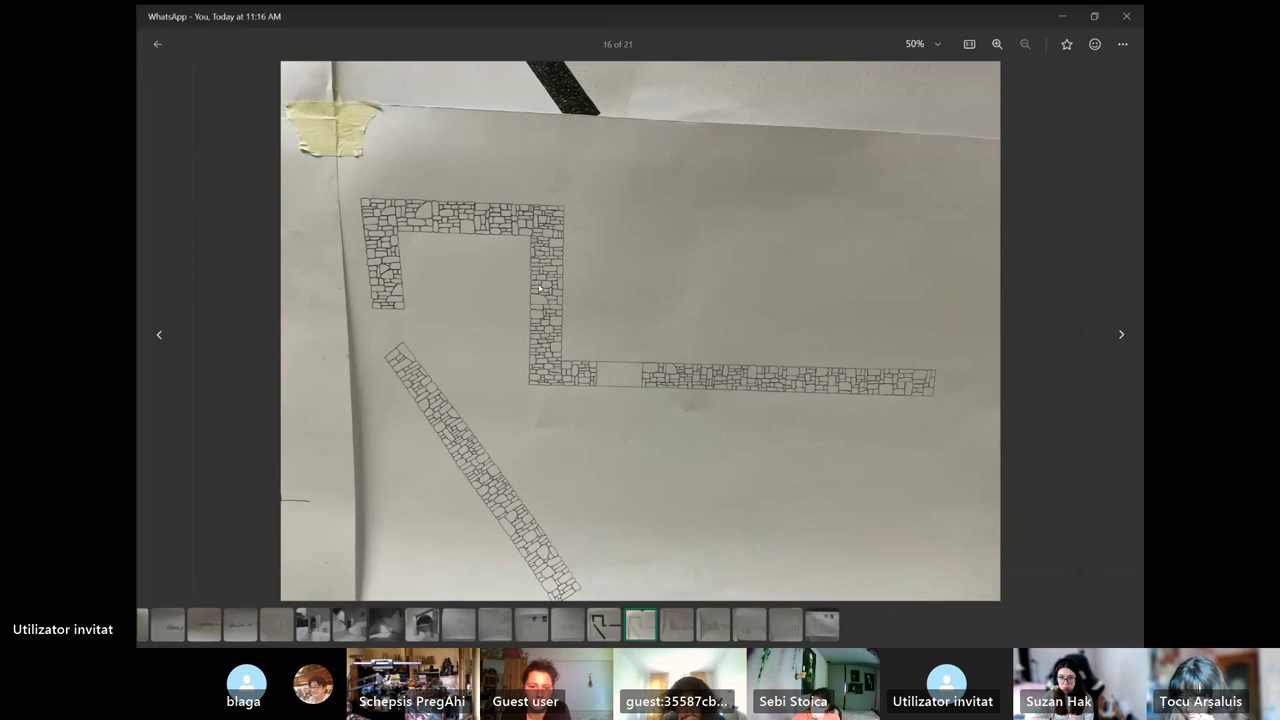 WhatsApp - You, Today at 11:16 AM
16 of 21
50%
Utilizator invitat
blaga
Schepsis PregAhi
Guest user
guest:35587cb...
Sebi Stoica
Utilizator invitat
Suzan Hak
Tocu Arsaluis